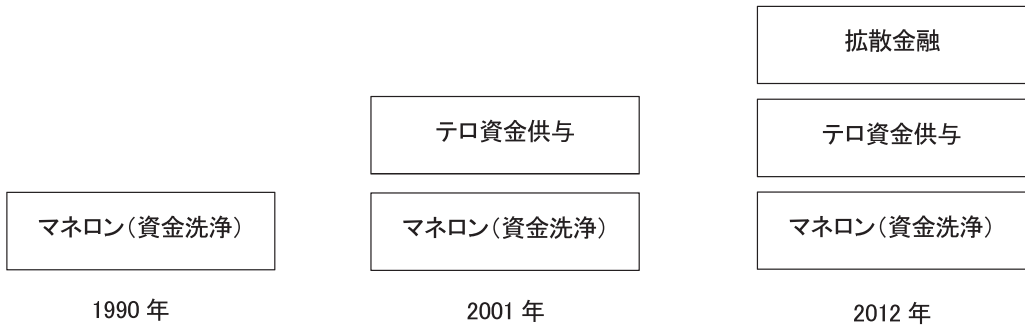 拡散金融
テロ資金供与
テロ資金供与
マネロン（資金洗浄）
マネロン（資金洗浄）
マネロン（資金洗浄）
1990 年
2001 年
2012 年